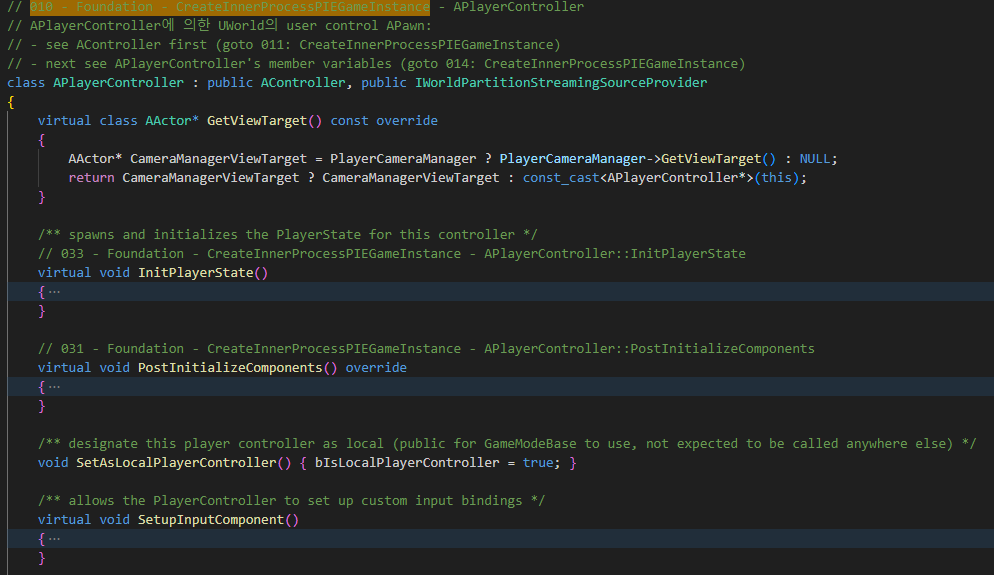 // 010 - Foundation - CreateInnerProcessPIEGameInstance - APlayerController
// APlayerController에 의한 UWorld의 user control APawn:
// - see AController first (goto 011: CreateInnerProcessPIEGameInstance)
// - next see APlayerController's member variables (goto 014: CreateInnerProcessPIEGameInstance)
class APlayerController : public AController, public IWorldPartitionStreamingSourceProvider
{
    virtual class AActor* GetViewTarget() const override
    {
        AActor* CameraManagerViewTarget = PlayerCameraManager ? PlayerCameraManager->GetViewTarget() : NULL;
        return CameraManagerViewTarget ? CameraManagerViewTarget : const_cast<APlayerController*>(this);
    }

    /** spawns and initializes the PlayerState for this controller */
    // 033 - Foundation - CreateInnerProcessPIEGameInstance - APlayerController::InitPlayerState
    virtual void InitPlayerState()
    { ⋯
    }

    // 031 - Foundation - CreateInnerProcessPIEGameInstance - APlayerController::PostInitializeComponents
    virtual void PostInitializeComponents() override
    { ⋯
    }

    /** designate this player controller as local (public for GameModeBase to use, not expected to be called anywhere else) */
    void SetAsLocalPlayerController() { bIsLocalPlayerController = true; }

    /** allows the PlayerController to set up custom input bindings */
    virtual void SetupInputComponent()
    { ⋯
    }